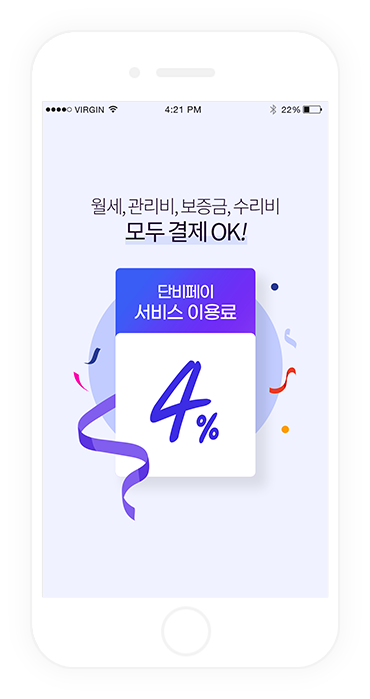 VIRGIN 4:21 PM 22%
월세, 관리비, 보증금, 수리비
모두 결제 OK!
단비페이
서비스 이용료
4%